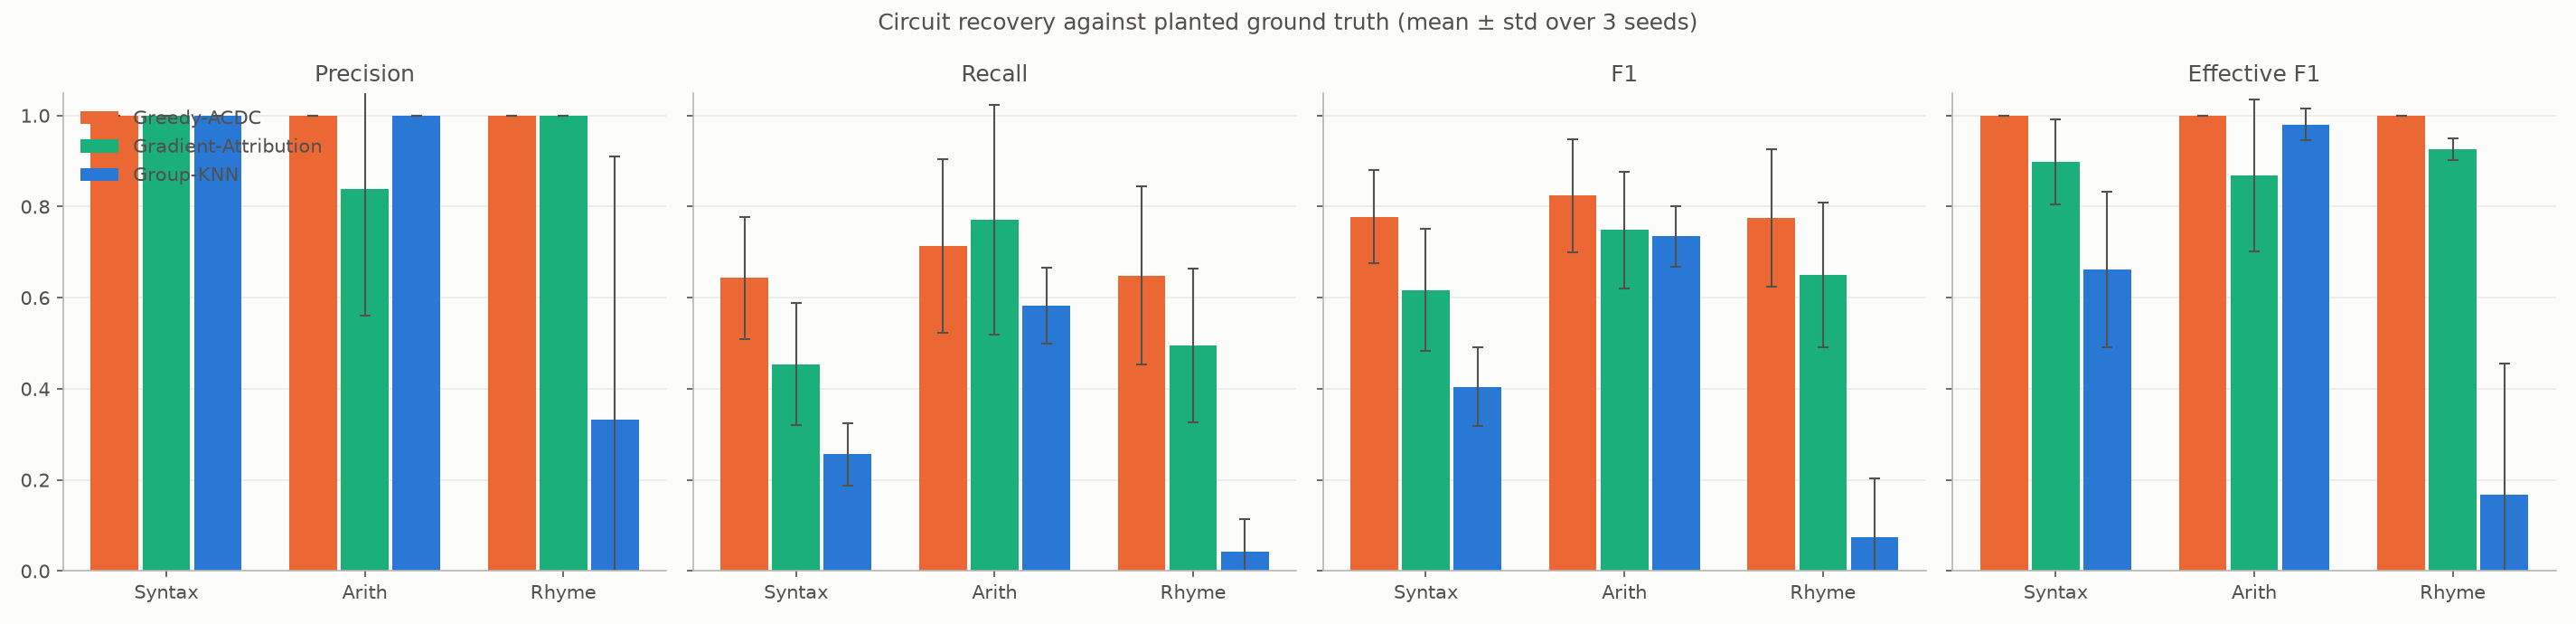 Circuit recovery against planted ground truth (mean ± std over 3 seeds)
Precision
Recall
F1
Effective F1
Greedy-ACDC
Gradient-Attribution
Group-KNN
1.0
0.8
0.6
0.4
0.2
0.0
Syntax Arith Rhyme
Syntax Arith Rhyme
Syntax Arith Rhyme
Syntax Arith Rhyme